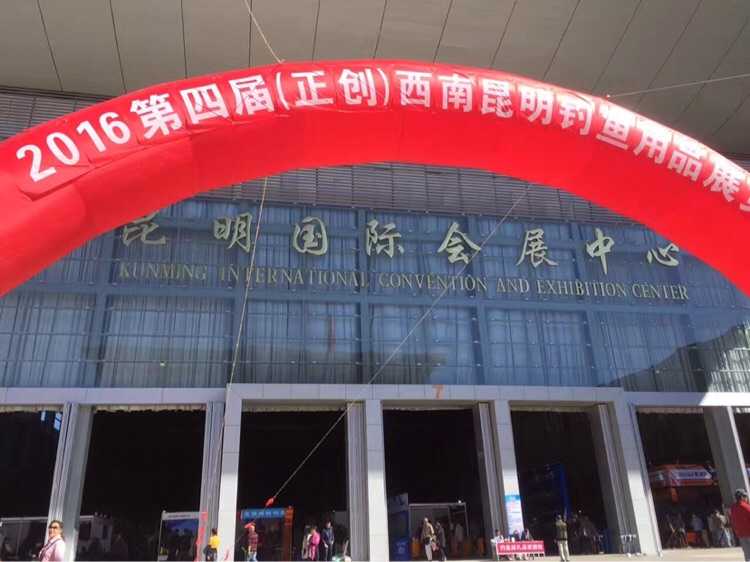 2016第四届(正创)西南昆明钓鱼用品展
昆明国际会展中心
KUNMING INTERNATIONAL CONVENTION AND EXHIBITION CENTER
7